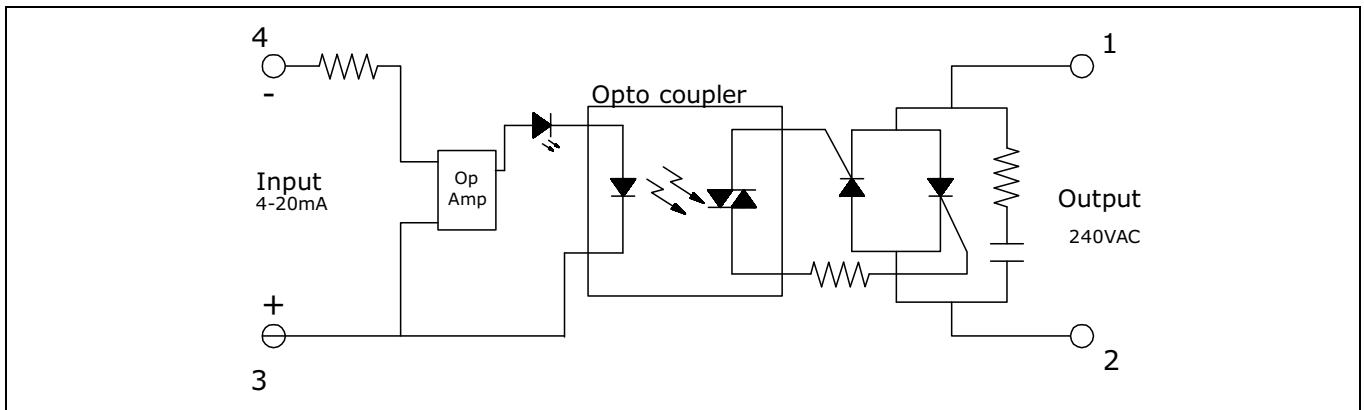 4
1
-
Opto coupler
Op
Amp
Input
4-20mA
Output
240VAC
+
3
2